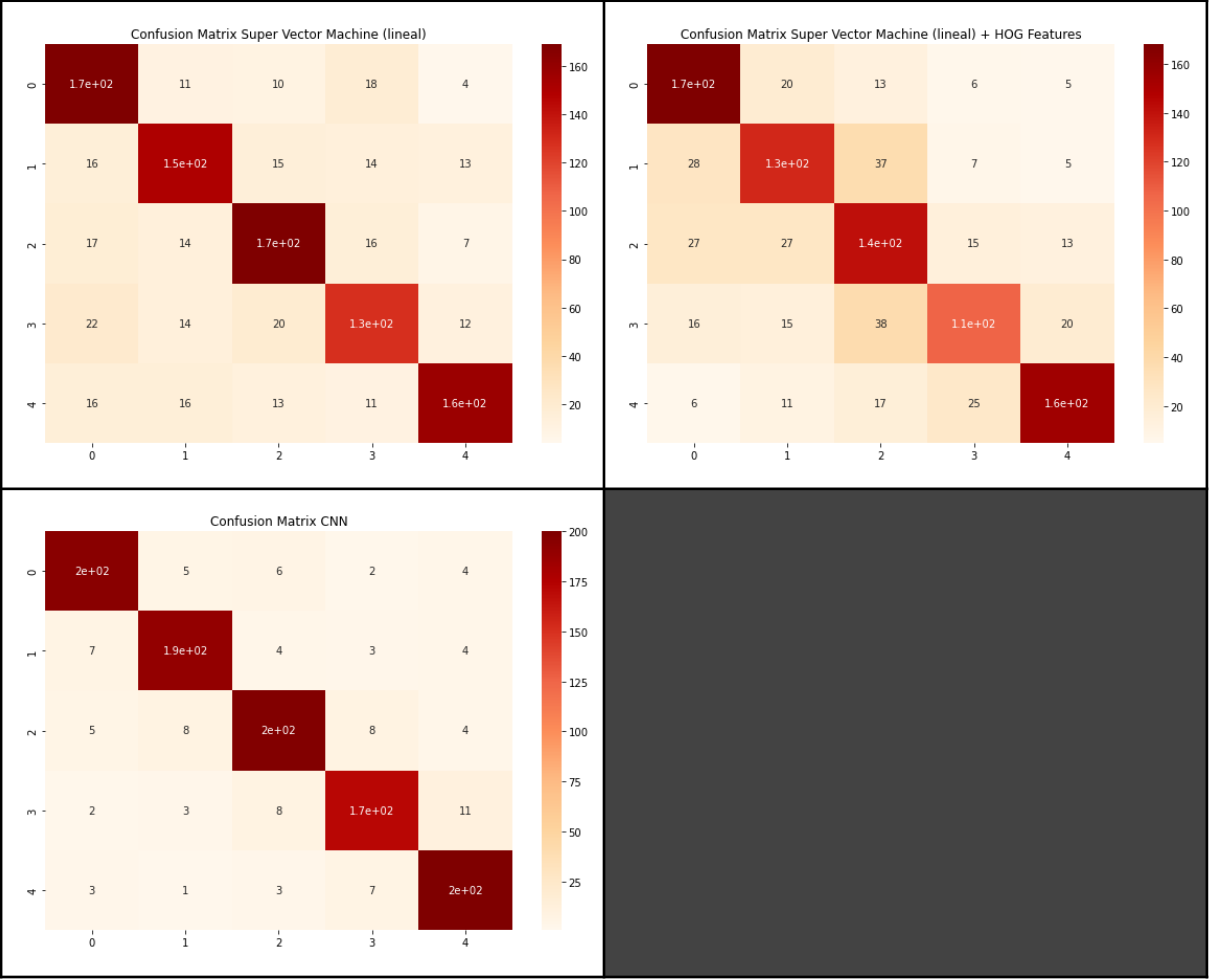 Confusion Matrix Super Vector Machine (lineal)
0 1.7e+02 11 10 18 4
1 16 1.5e+02 15 14 13
2 17 14 1.7e+02 16 7
3 22 14 20 1.3e+02 12
4 16 16 13 11 1.6e+02
0 1 2 3 4
160
140
120
100
80
60
40
20
Confusion Matrix Super Vector Machine (lineal) + HOG Features
0 1.7e+02 20 13 6 5
1 28 1.3e+02 37 7 5
2 27 27 1.4e+02 15 13
3 16 15 38 1.1e+02 20
4 6 11 17 25 1.6e+02
0 1 2 3 4
160
140
120
100
80
60
40
20
Confusion Matrix CNN
0 2e+02 5 6 2 4
1 7 1.9e+02 4 3 4
2 5 8 2e+02 8 4
3 2 3 8 1.7e+02 11
4 3 1 3 7 2e+02
0 1 2 3 4
200
175
150
125
100
75
50
25